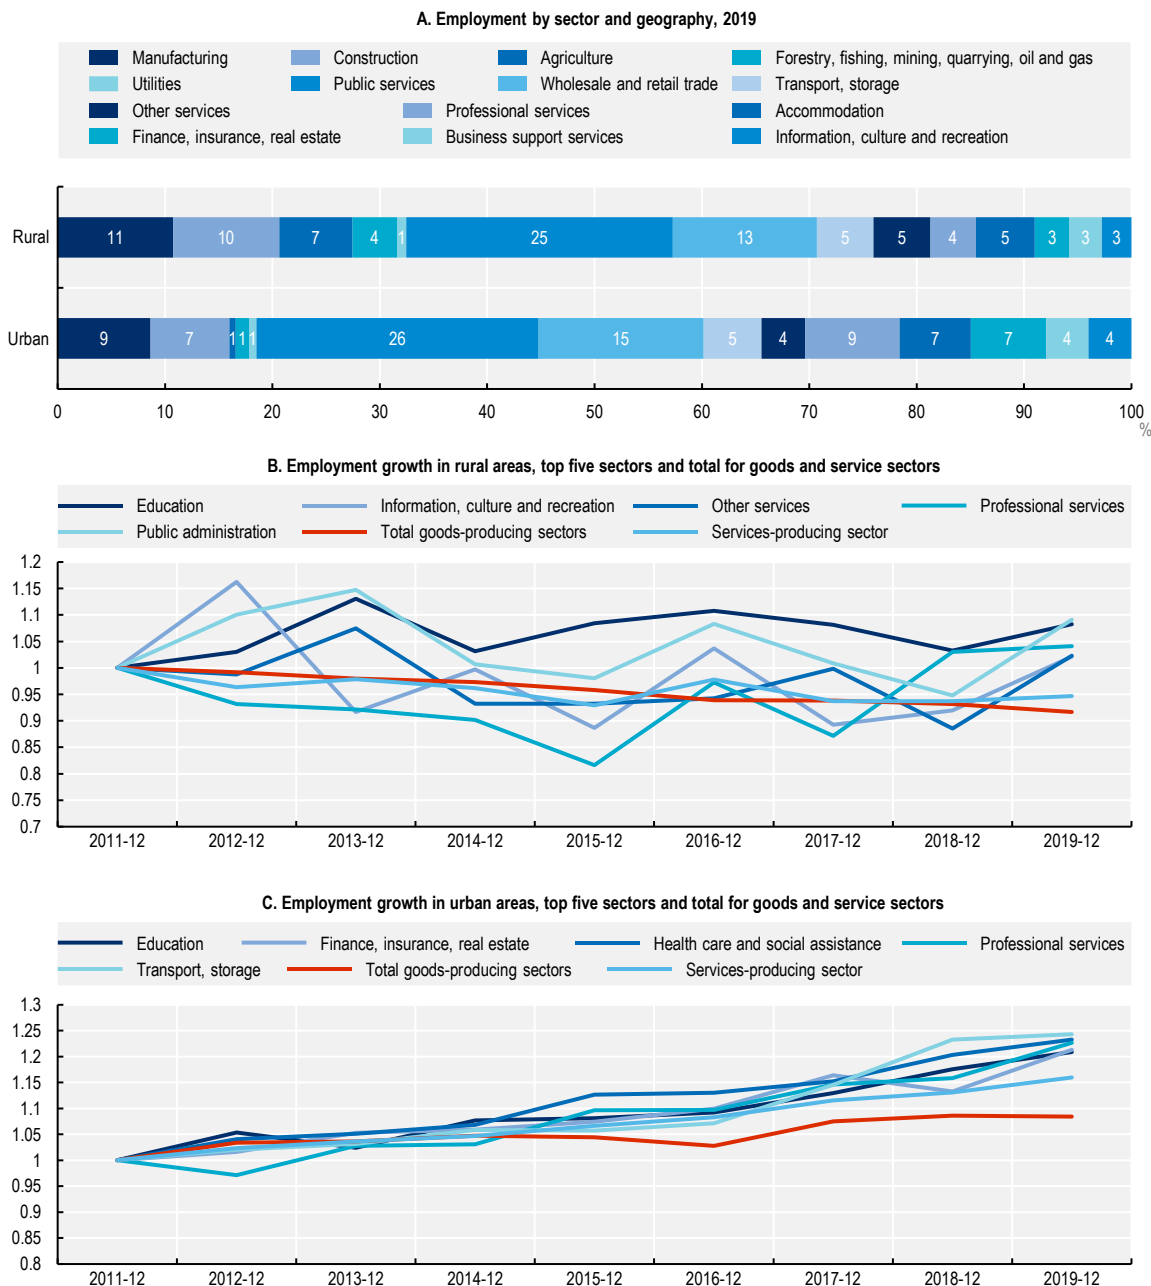 A. Employment by sector and geography, 2019
Manufacturing Construction Agriculture Forestry, fishing, mining, quarrying, oil and gas
Utilities Public services Wholesale and retail trade Transport, storage
Other services Professional services Accommodation
Finance, insurance, real estate Business support services Information, culture and recreation
Rural 11 10 7 4 1 25 13 5 5 4 5 3 3 3
Urban 9 7 1 1 1 26 15 5 4 9 7 7 4 4
0 10 20 30 40 50 60 70 80 90 100
%
B. Employment growth in rural areas, top five sectors and total for goods and service sectors
Education Information, culture and recreation Other services Professional services
Public administration Total goods-producing sectors Services-producing sector
1.2
1.15
1.1
1.05
1
0.95
0.9
0.85
0.8
0.75
0.7
2011-12 2012-12 2013-12 2014-12 2015-12 2016-12 2017-12 2018-12 2019-12
C. Employment growth in urban areas, top five sectors and total for goods and service sectors
Education Finance, insurance, real estate Health care and social assistance Professional services
Transport, storage Total goods-producing sectors Services-producing sector
1.3
1.25
1.2
1.15
1.1
1.05
1
0.95
0.9
0.85
0.8
2011-12 2012-12 2013-12 2014-12 2015-12 2016-12 2017-12 2018-12 2019-12